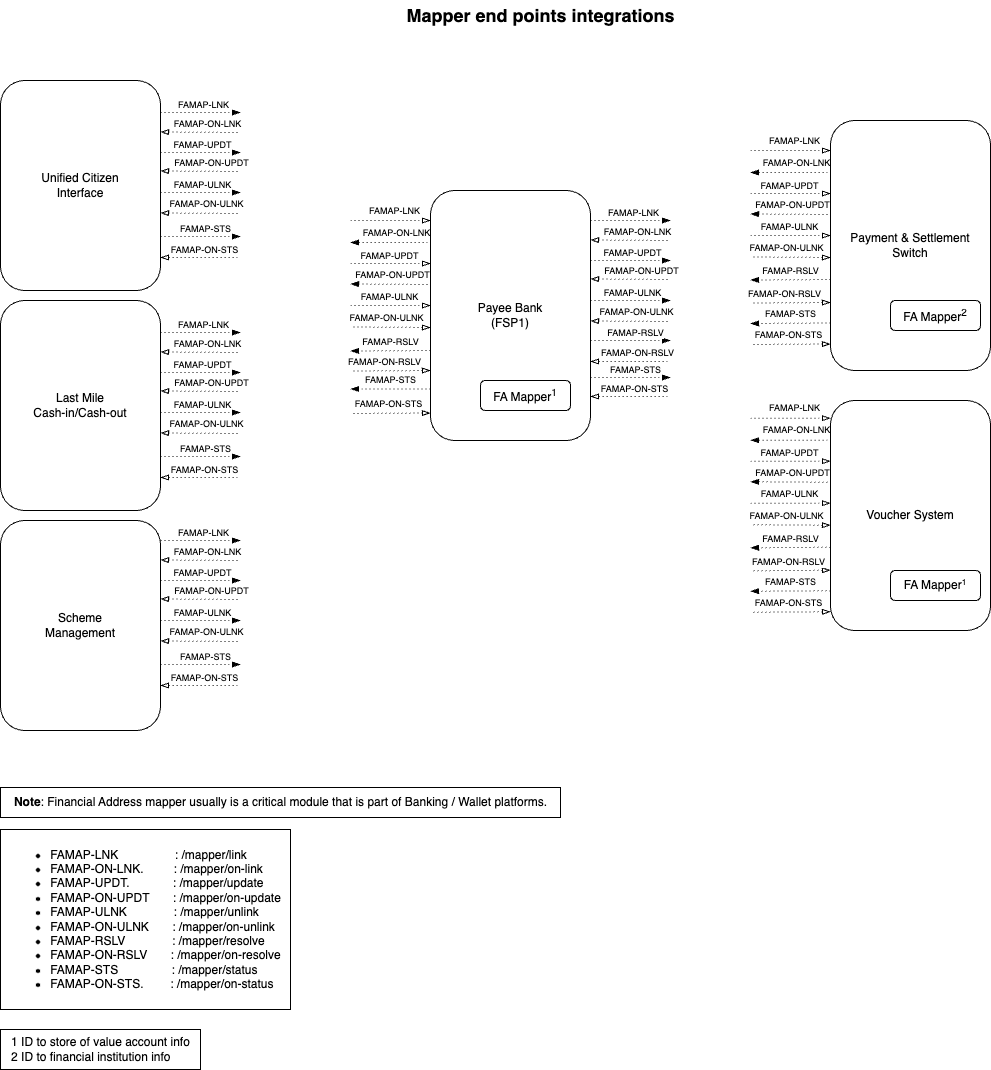 Mapper end points integrations
Unified Citizen
Interface
FAMAP-LNK
FAMAP-ON-LNK
FAMAP-UPDT
FAMAP-ON-UPDT
FAMAP-ULNK
FAMAP-ON-ULNK
FAMAP-STS
FAMAP-ON-STS
Last Mile
Cash-in/Cash-out
FAMAP-LNK
FAMAP-ON-LNK
FAMAP-UPDT
FAMAP-ON-UPDT
FAMAP-ULNK
FAMAP-ON-ULNK
FAMAP-STS
FAMAP-ON-STS
Scheme
Management
FAMAP-LNK
FAMAP-ON-LNK
FAMAP-UPDT
FAMAP-ON-UPDT
FAMAP-ULNK
FAMAP-ON-ULNK
FAMAP-STS
FAMAP-ON-STS
FAMAP-LNK
FAMAP-ON-LNK
FAMAP-UPDT
FAMAP-ON-UPDT
FAMAP-ULNK
FAMAP-ON-ULNK
FAMAP-RSLV
FAMAP-ON-RSLV
FAMAP-STS
FAMAP-ON-STS
Payee Bank
(FSP1)
FA Mapper1
FAMAP-LNK
FAMAP-ON-LNK
FAMAP-UPDT
FAMAP-ON-UPDT
FAMAP-ULNK
FAMAP-ON-ULNK
FAMAP-RSLV
FAMAP-ON-RSLV
FAMAP-STS
FAMAP-ON-STS
FAMAP-LNK
FAMAP-ON-LNK
FAMAP-UPDT
FAMAP-ON-UPDT
FAMAP-ULNK
FAMAP-ON-ULNK
FAMAP-RSLV
FAMAP-ON-RSLV
FAMAP-STS
FAMAP-ON-STS
Payment & Settlement
Switch
FA Mapper2
FAMAP-LNK
FAMAP-ON-LNK
FAMAP-UPDT
FAMAP-ON-UPDT
FAMAP-ULNK
FAMAP-ON-ULNK
FAMAP-RSLV
FAMAP-ON-RSLV
FAMAP-STS
FAMAP-ON-STS
Voucher System
FA Mapper1
Note: Financial Address mapper usually is a critical module that is part of Banking / Wallet platforms.
• FAMAP-LNK : /mapper/link
• FAMAP-ON-LNK. : /mapper/on-link
• FAMAP-UPDT. : /mapper/update
• FAMAP-ON-UPDT : /mapper/on-update
• FAMAP-ULNK : /mapper/unlink
• FAMAP-ON-ULNK : /mapper/on-unlink
• FAMAP-RSLV : /mapper/resolve
• FAMAP-ON-RSLV : /mapper/on-resolve
• FAMAP-STS : /mapper/status
• FAMAP-ON-STS. : /mapper/on-status
1 ID to store of value account info
2 ID to financial institution info